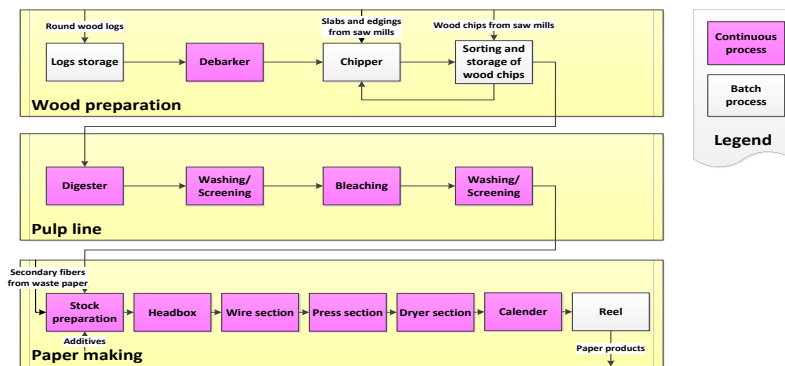 Round wood logs
Slabs and edgings
from saw mills
Wood chips from saw mills
Logs storage
Debarker
Chipper
Sorting and
storage of
wood chips
Wood preparation
Continuous
process
Batch
process
Legend
Digester
Washing/
Screening
Bleaching
Washing/
Screening
Pulp line
Secondary fibers
from waste paper
Stock
preparation
Headbox
Wire section
Press section
Dryer section
Calender
Reel
Additives
Paper products
Paper making